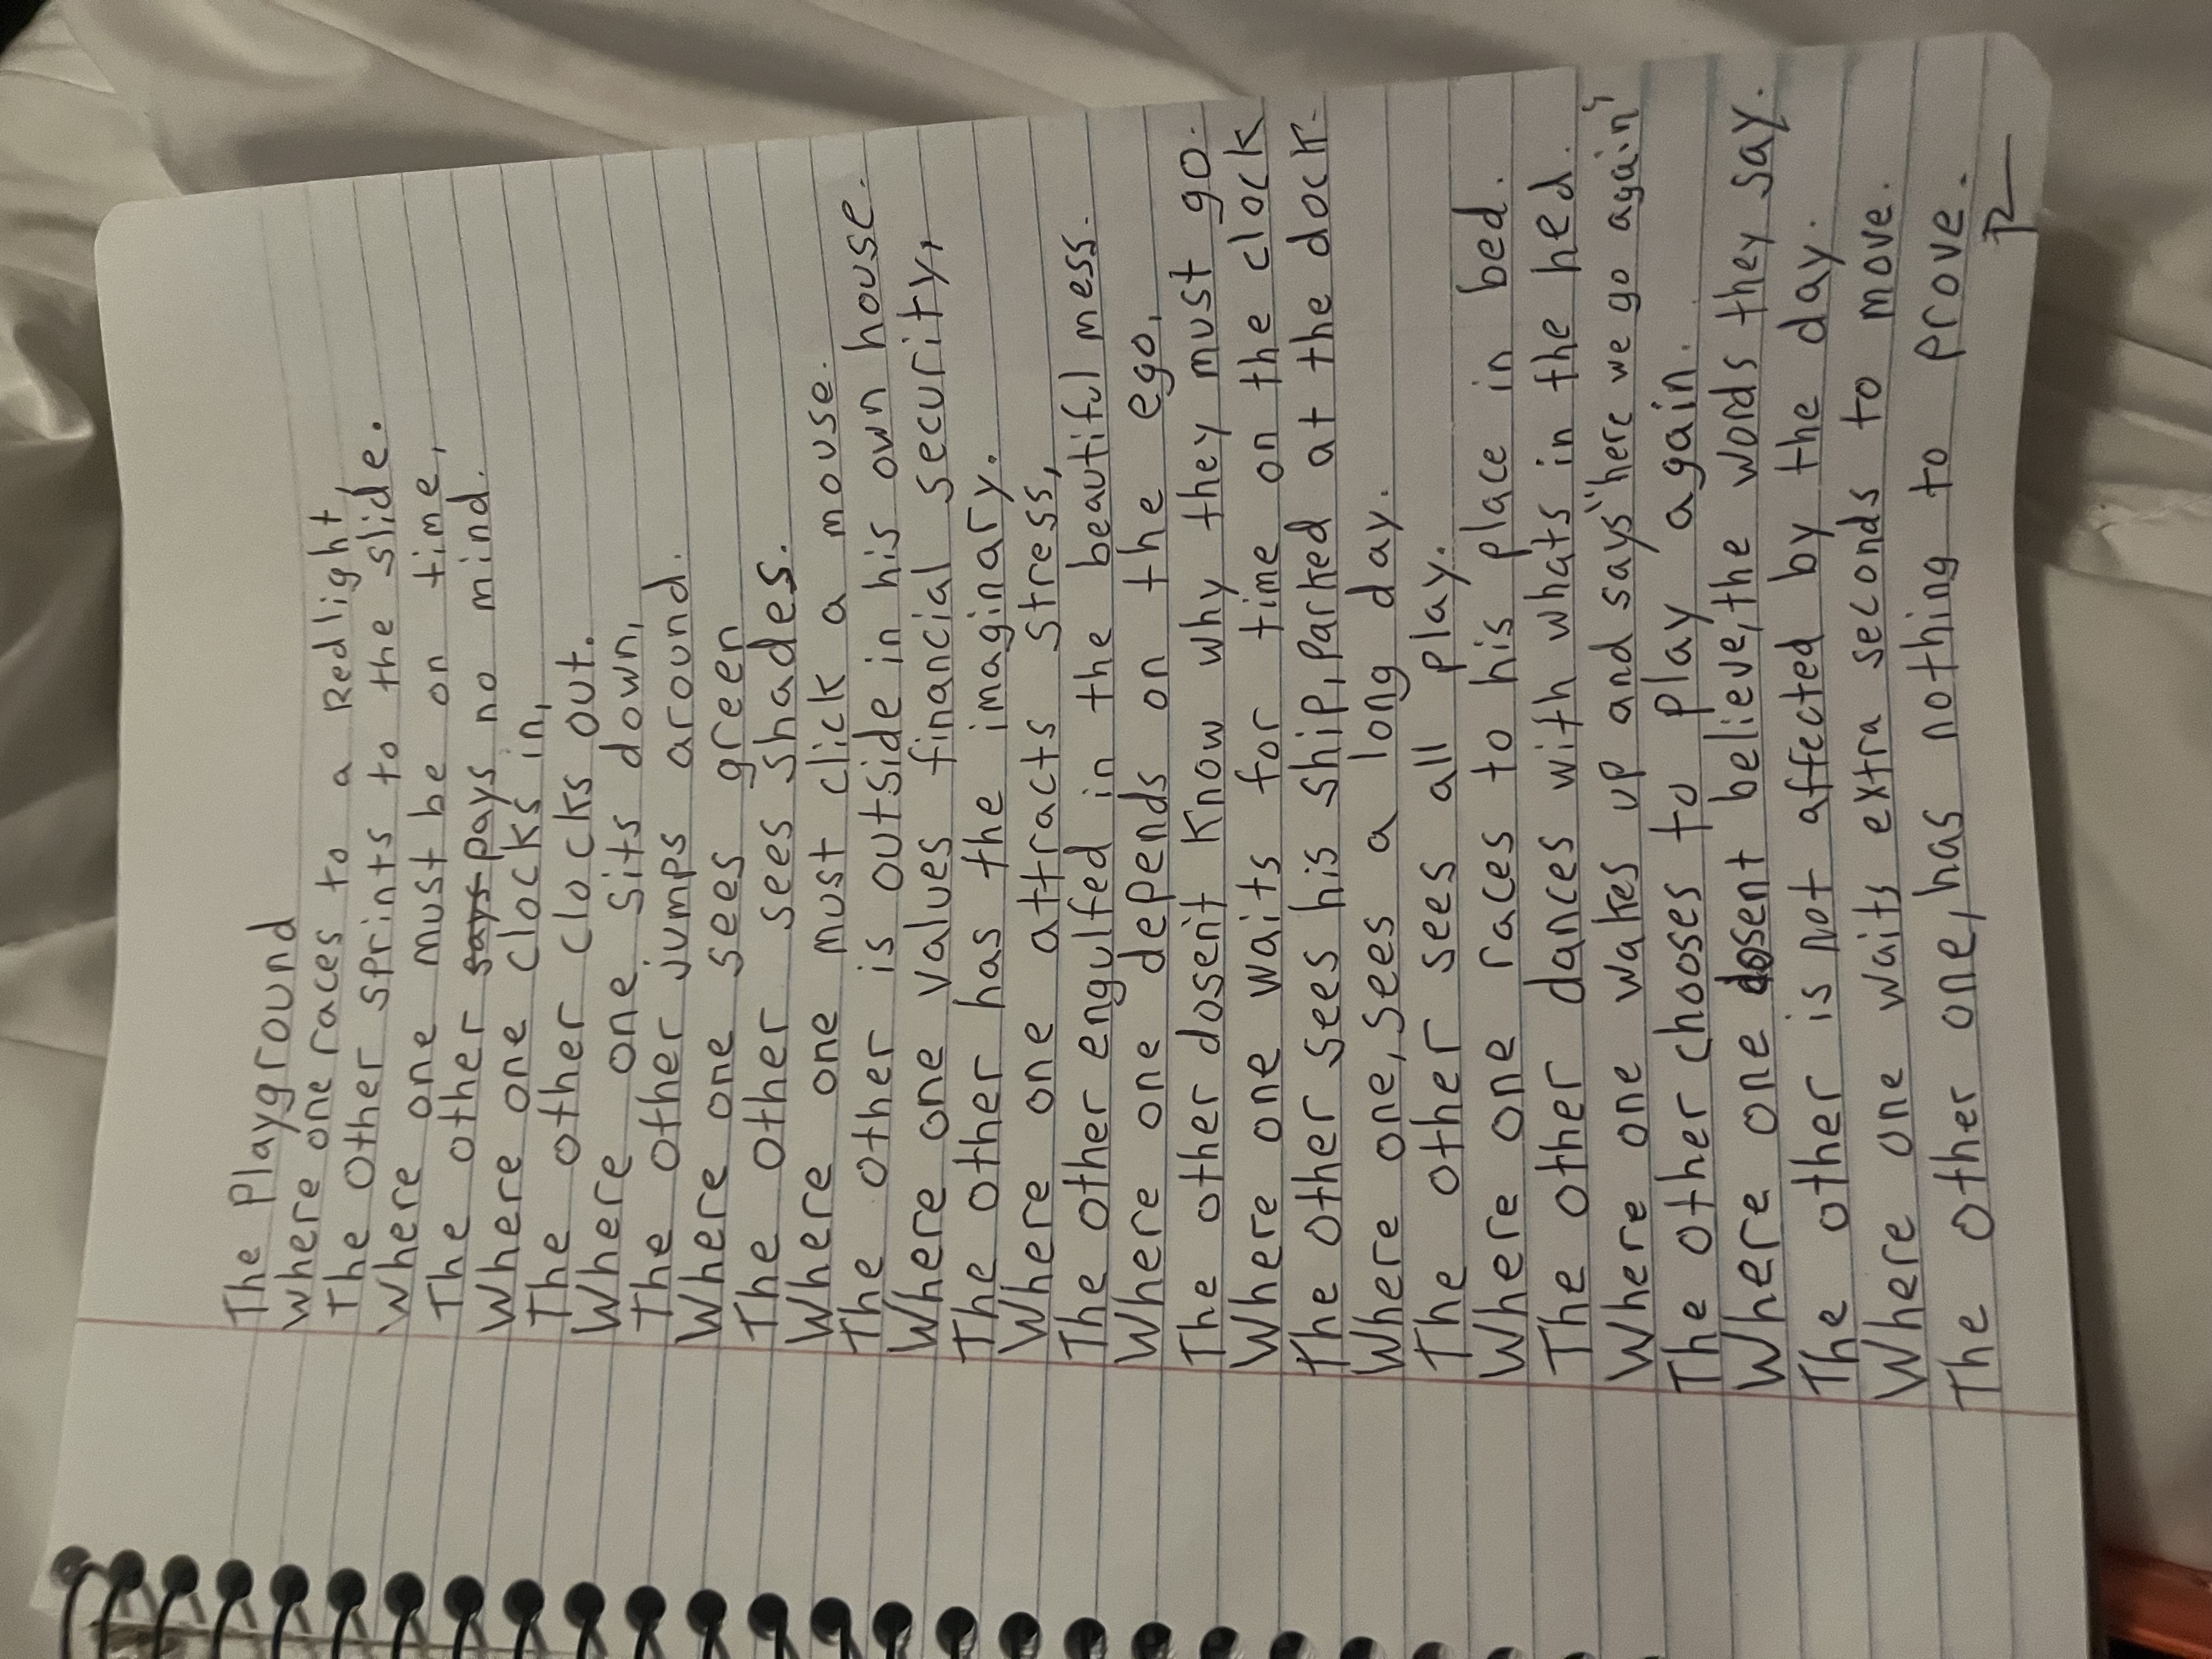 The Playground
Where one races to a Redlight,
The Other sprints to the slide.
Where one must be on time,
The other says pays no mind.
Where one clocks in,
The other clocks out.
Where one sits down,
The other jumps around.
Where one sees green
The other sees shades.
Where one must click a mouse.
The other is outside in his own house.
Where one values financial security,
The other has the imaginary.
Where one attracts stress,
The other engulfed in the beautiful mess.
Where one depends on the ego,
The other dosen't know why they must go.
Where one waits for time on the clock
The other sees his ship, parked at the dock.
Where one, sees a long day.
The other sees all play.
Where one races to his place in bed.
The other dances with what's in the hed.
Where one wakes up and says "here we go again"
The other chooses to play again.
Where one dosent believe, the words they say.
The other is not affected by the day.
Where one waits extra seconds to move.
The other one, has nothing to prove.
R